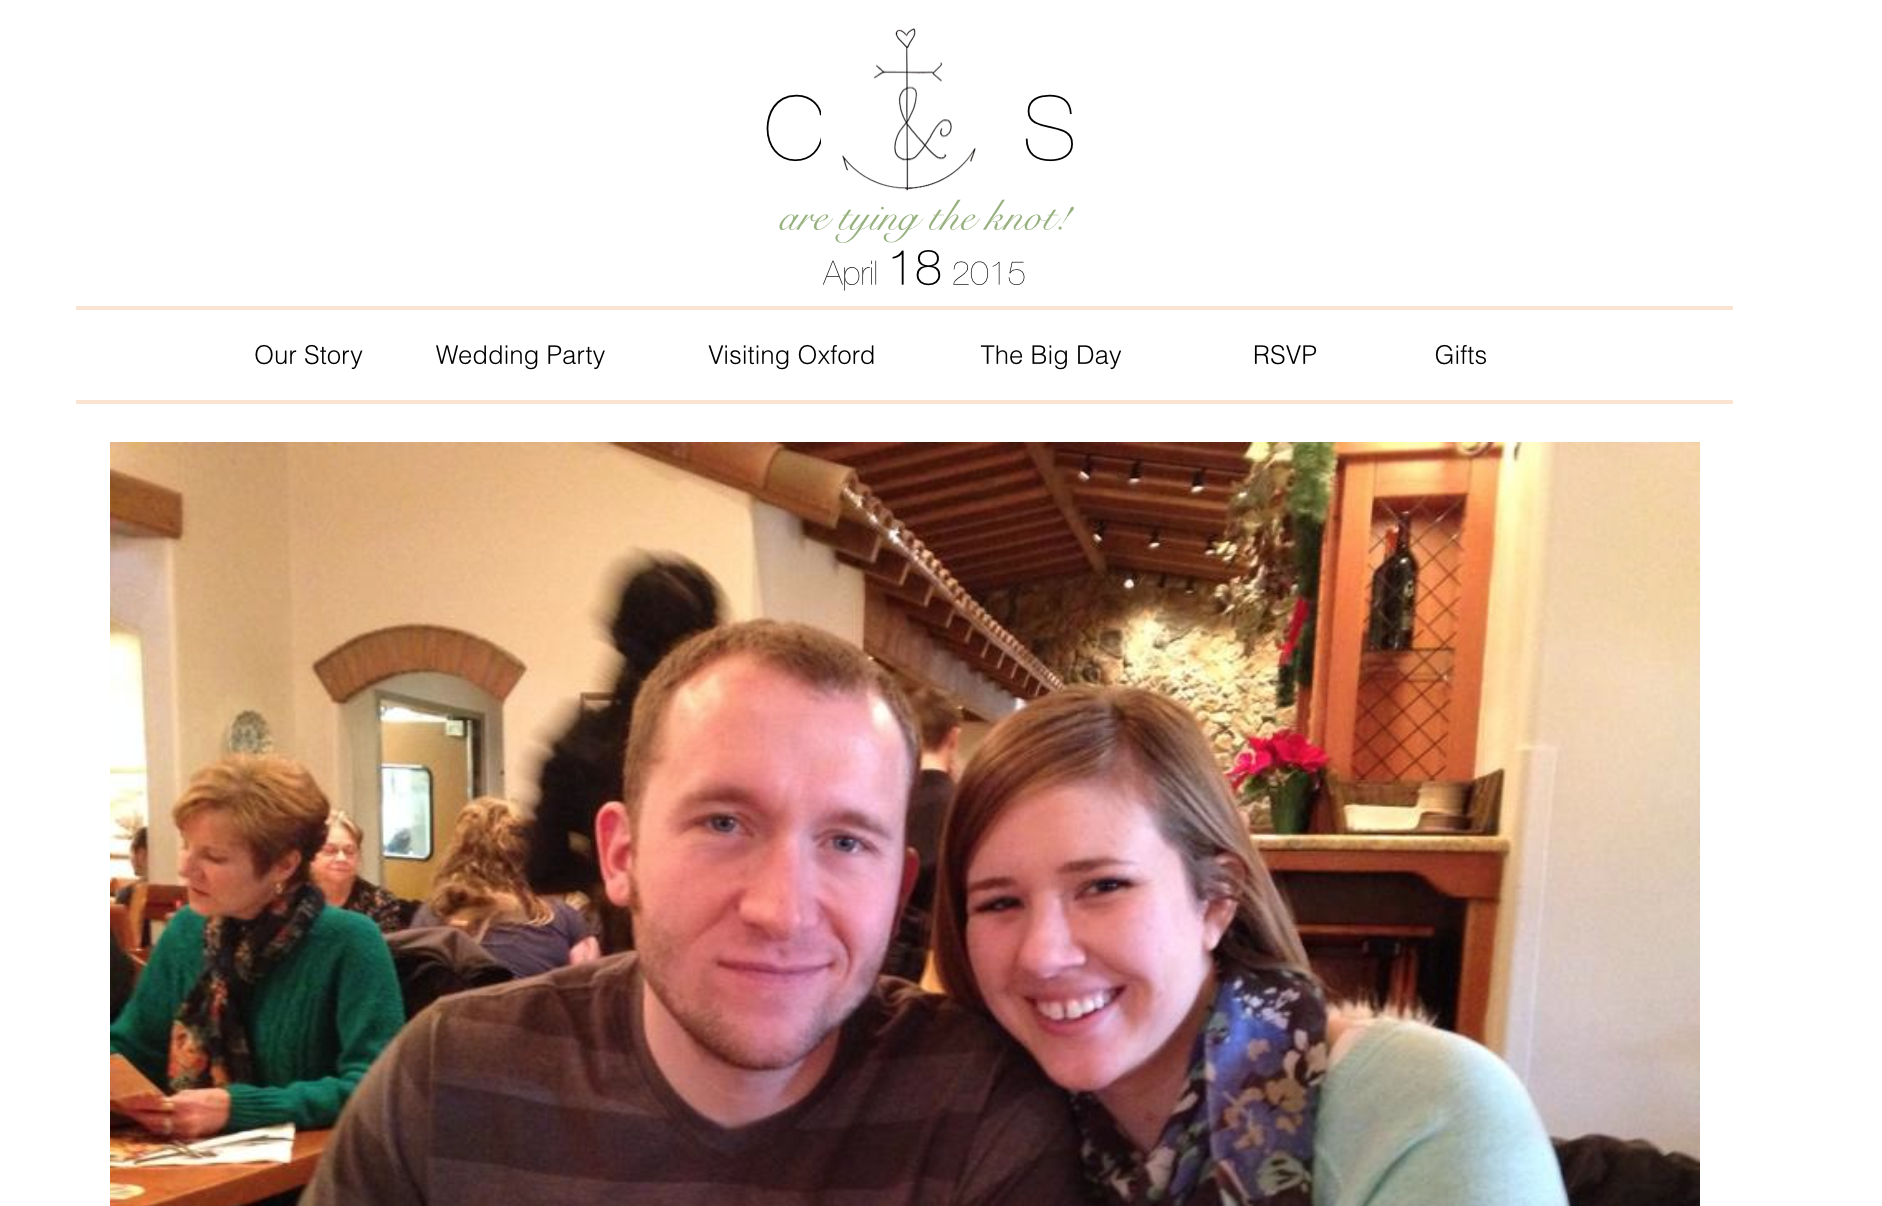 C & S
are tying the knot!
April 18 2015
Our Story Wedding Party Visiting Oxford The Big Day RSVP Gifts